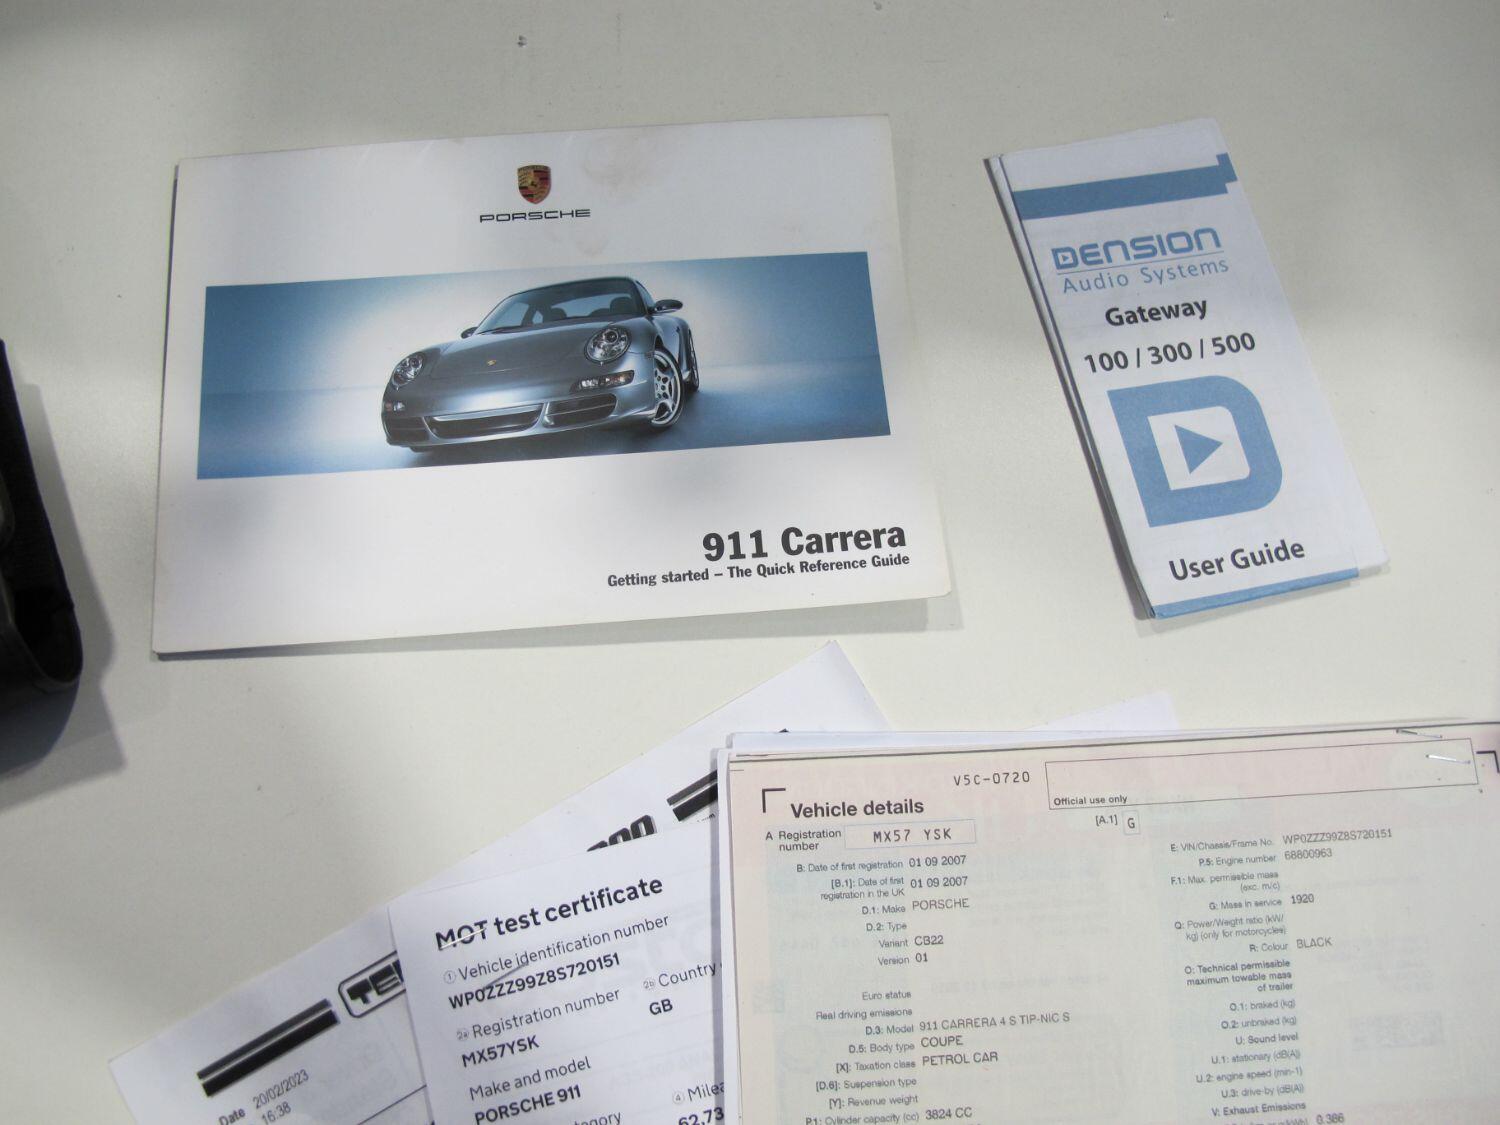 PORSCHE
911 Carrera
Getting started – The Quick Reference Guide
DENSION
Audio Systems
Gateway
100 / 300 / 500
User Guide
Date 20/02/2023
16:38
MOT test certificate
1 Vehicle identification number
WP0ZZZ99Z8S720151
2a Registration number
MX57YSK
2b Country
GB
Make and model
PORSCHE 911
62,73
V5C-0720
Official use only
Vehicle details
A Registration number MX57 YSK
[A.1] G
B: Date of first registration 01 09 2007
[B.1]: Date of first
registration in the UK 01 09 2007
D.1: Make PORSCHE
D.2: Type
Variant CB22
Version 01
Euro status
Real driving emissions
D.3: Model 911 CARRERA 4 S TIP-NIC S
D.5: Body type COUPE
[X]: Taxation class PETROL CAR
[D.6]: Suspension type
[Y]: Revenue weight
P.1: Cylinder capacity (cc) 3824 CC
E: VIN/Chassis/Frame No. WP0ZZZ99Z8S720151
P.5: Engine number 68800963
F.1: Max. permissible mass
(exc. m/c)
G: Mass in service 1920
Q: Power/Weight ratio (kW/
kg) (only for motorcycles)
R: Colour BLACK
O: Technical permissible
maximum towable mass
of trailer
O.1: braked (kg)
O.2: unbraked (kg)
U: Sound level
U.1: stationary (dB(A))
U.2: engine speed (min-1)
U.3: drive-by (dB(A))
V: Exhaust Emissions
0.386